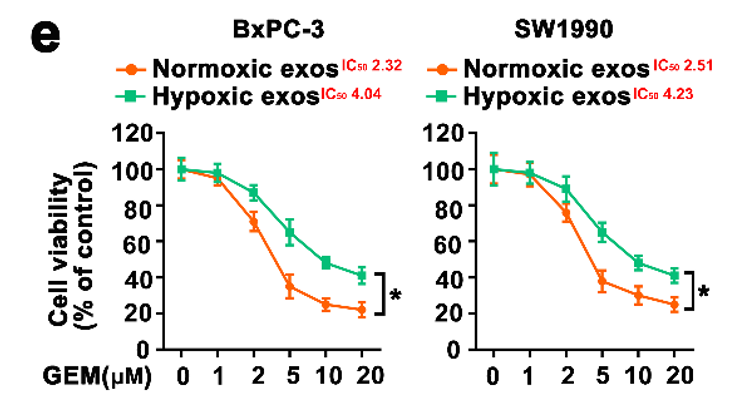 e
BxPC-3
Normoxic exos IC₅₀ 2.32
Hypoxic exos IC₅₀ 4.04
120
100
80
60
40
20
0
Cell viability
(% of control)
*
GEM(μM) 0 1 2 5 10 20
SW1990
Normoxic exos IC₅₀ 2.51
Hypoxic exos IC₅₀ 4.23
120
100
80
60
40
20
0
*
0 1 2 5 10 20